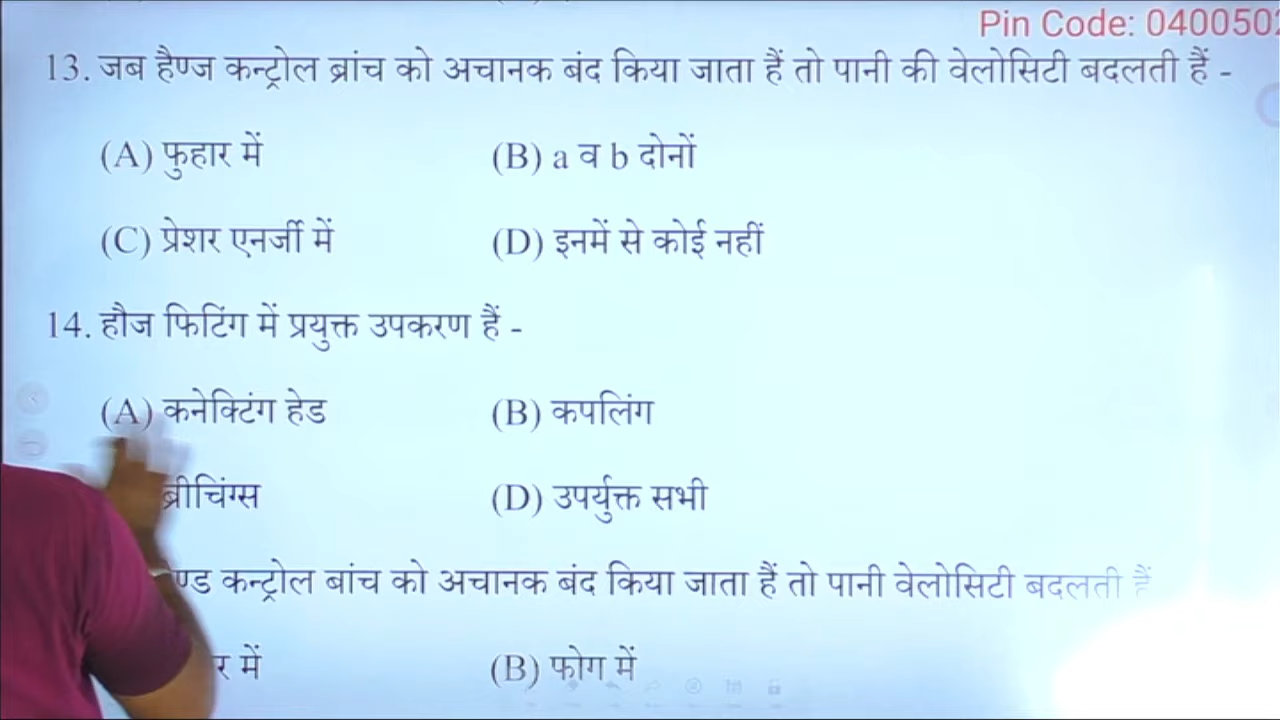 Pin Code: 040050
13. जब हैण्ज कन्ट्रोल ब्रांच को अचानक बंद किया जाता हैं तो पानी की वेलोसिटी बदलती हैं -
(A) फुहार में (B) a व b दोनों
(C) प्रेशर एनर्जी में (D) इनमें से कोई नहीं
14. हौज फिटिंग में प्रयुक्त उपकरण हैं -
(A) कनेक्टिंग हेड (B) कपलिंग
ब्रीचिंग्स (D) उपर्युक्त सभी
ण्ड कन्ट्रोल बांच को अचानक बंद किया जाता हैं तो पानी वेलोसिटी बदलती हैं
र में (B) फोग में